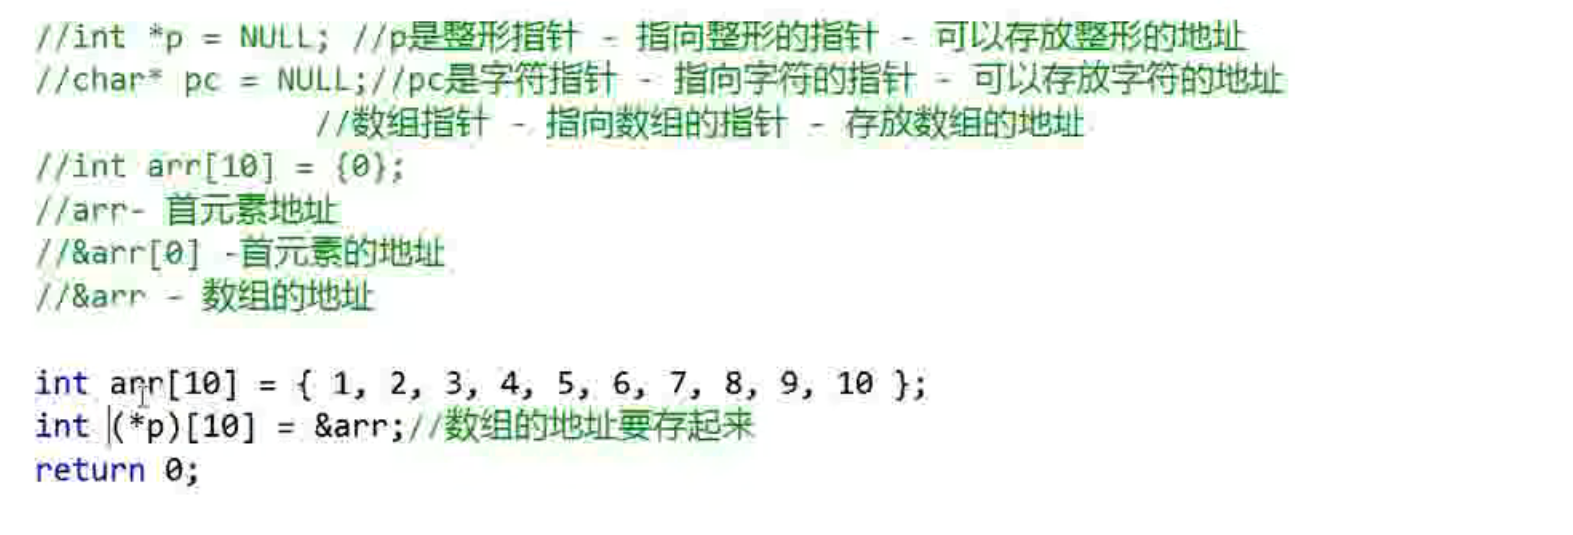 //int *p = NULL; //p是整形指针 - 指向整形的指针 - 可以存放整形的地址
//char* pc = NULL;//pc是字符指针 - 指向字符的指针 - 可以存放字符的地址
//数组指针 - 指向数组的指针 - 存放数组的地址
//int arr[10] = {0};
//arr- 首元素地址
//&arr[0] -首元素的地址
//&arr - 数组的地址
int arr[10] = { 1, 2, 3, 4, 5, 6, 7, 8, 9, 10 };
int (*p)[10] = &arr;//数组的地址要存起来
return 0;